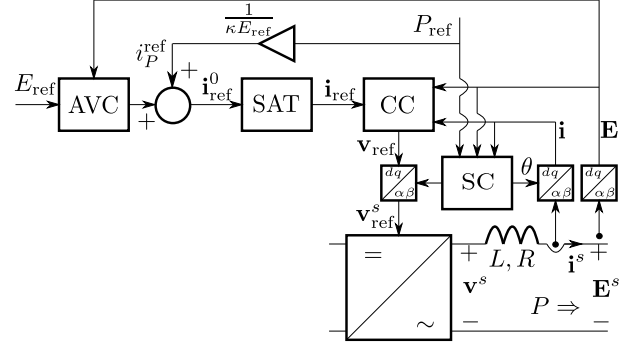 1/κE_ref
P_ref
i_P^ref
+
E_ref
AVC
+
i_ref^0
SAT
i_ref
CC
i
E
v_ref
dq
αβ
SC
θ
dq
αβ
dq
αβ
v_ref^s
=
∼
+
L, R
i^s
+
v^s
E^s
P ⇒
−
−